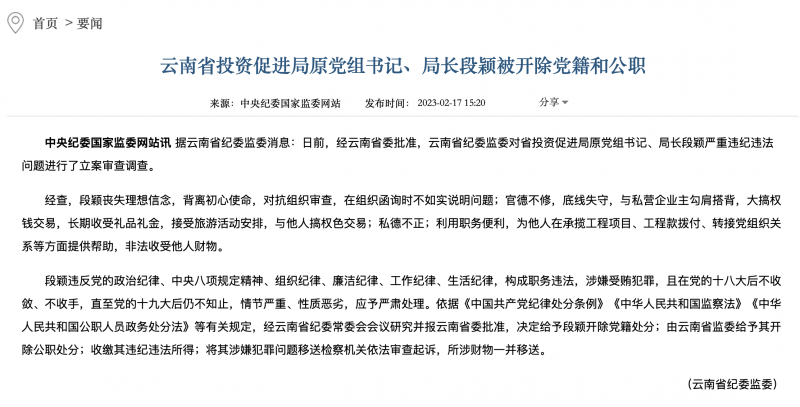 首页 >要闻
云南省投资促进局原党组书记、局长段颖被开除党籍和公职
来源：中央纪委国家监委网站 发布时间：2023-02-17 15:20 分享
中央纪委国家监委网站讯 据云南省纪委监委消息：日前，经云南省委批准，云南省纪委监委对省投资促进局原党组书记、局长段颖严重违纪违法
问题进行了立案审查调查。
经查，段颖丧失理想信念，背离初心使命，对抗组织审查，在组织函询时不如实说明问题；官德不修，底线失守，与私营企业主勾肩搭背，大搞权
钱交易，长期收受礼品礼金，接受旅游活动安排，与他人搞权色交易；私德不正；利用职务便利，为他人在承揽工程项目、工程款拨付、转接党组织关
系等方面提供帮助，非法收受他人财物。
段颖违反党的政治纪律、中央八项规定精神、组织纪律、廉洁纪律、工作纪律、生活纪律，构成职务违法，涉嫌受贿犯罪，且在党的十八大后不收
敛、不收手，直至党的十九大后仍不知止，情节严重、性质恶劣，应予严肃处理。依据《中国共产党纪律处分条例》《中华人民共和国监察法》《中华
人民共和国公职人员政务处分法》等有关规定，经云南省纪委常委会会议研究并报云南省委批准，决定给予段颖开除党籍处分；由云南省监委给予其开
除公职处分；收缴其违纪违法所得；将其涉嫌犯罪问题移送检察机关依法审查起诉，所涉财物一并移送。
（云南省纪委监委）